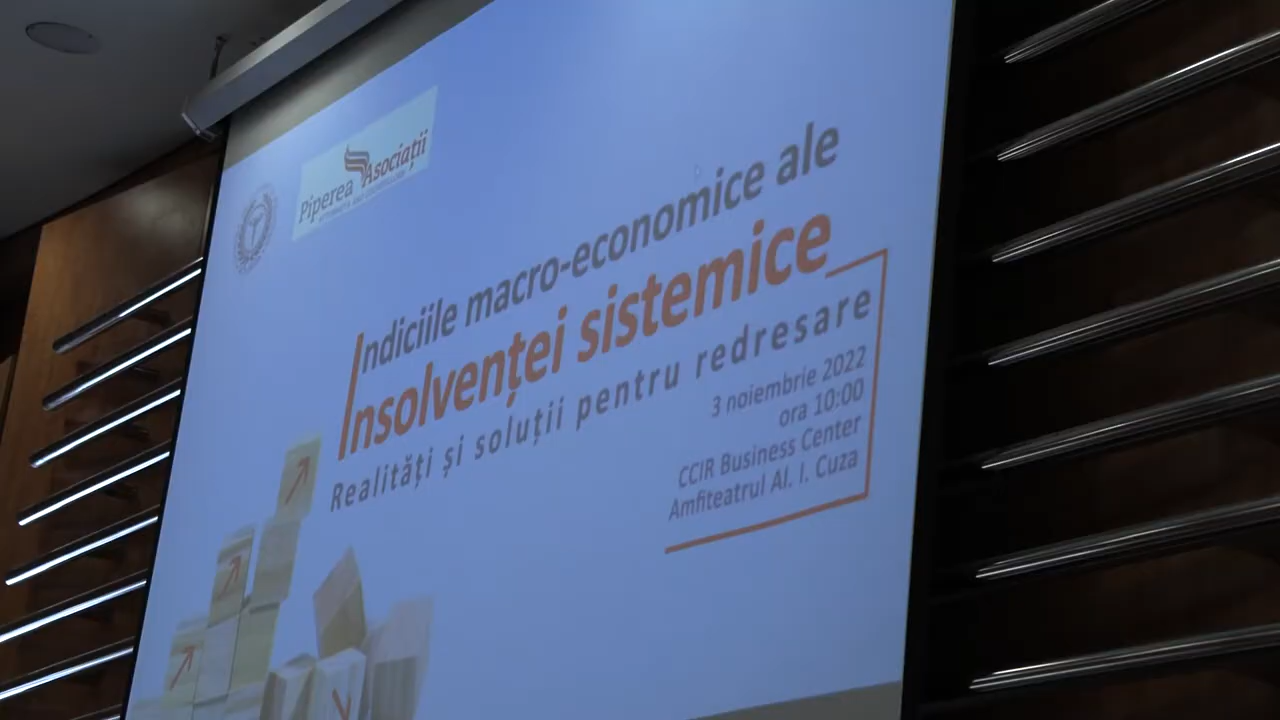 Piperea
Asociații
Indiciile macro-economice ale
Insolvenței sistemice
Realități și soluții pentru redresare
3 noiembrie 2022
ora 10:00
CCIR Business Center
Amfiteatrul Al. I. Cuza